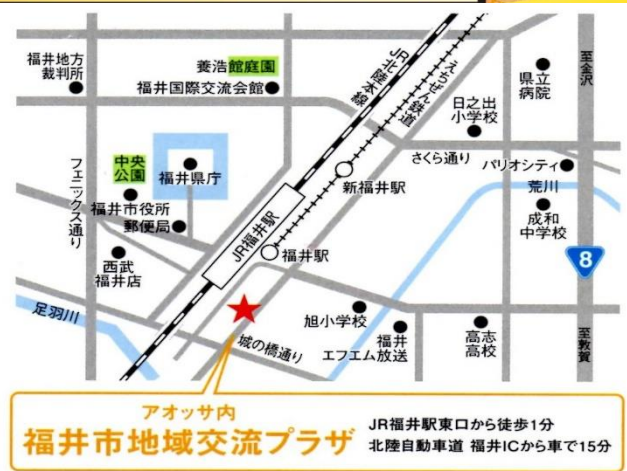 福井地方
裁判所
養浩館庭園
福井国際交流会館
JR北陸本線
えちぜん鉄道
県立
病院
至金沢
日之出
小学校
さくら通り
パリオシティ
荒川
成和
中学校
中央
公園
福井県庁
新福井駅
フェニックス通り
福井市役所
郵便局
JR福井駅
福井駅
西武
福井店
8
足羽川
旭小学校
福井
エフエム放送
高志
高校
城の橋通り
至敦賀
アオッサ内
福井市地域交流プラザ
JR福井駅東口から徒歩1分
北陸自動車道 福井ICから車で15分